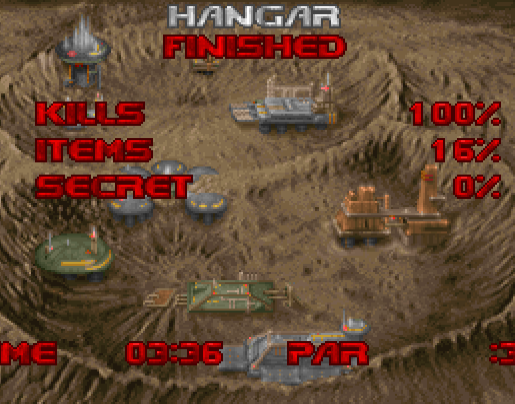 HANGAR
FINISHED
KILLS 100%
ITEMS 16%
SECRET 0%
ME 03:36 PAR :3